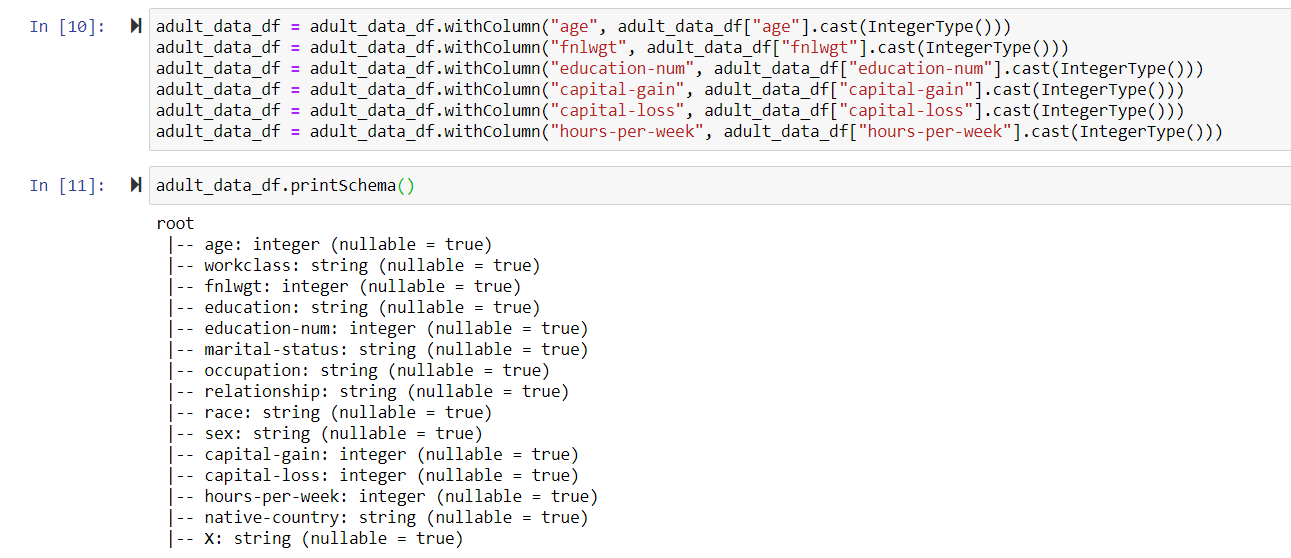 In [10]: adult_data_df = adult_data_df.withColumn("age", adult_data_df["age"].cast(IntegerType()))
adult_data_df = adult_data_df.withColumn("fnlwgt", adult_data_df["fnlwgt"].cast(IntegerType()))
adult_data_df = adult_data_df.withColumn("education-num", adult_data_df["education-num"].cast(IntegerType()))
adult_data_df = adult_data_df.withColumn("capital-gain", adult_data_df["capital-gain"].cast(IntegerType()))
adult_data_df = adult_data_df.withColumn("capital-loss", adult_data_df["capital-loss"].cast(IntegerType()))
adult_data_df = adult_data_df.withColumn("hours-per-week", adult_data_df["hours-per-week"].cast(IntegerType()))
In [11]: adult_data_df.printSchema()
root
|-- age: integer (nullable = true)
|-- workclass: string (nullable = true)
|-- fnlwgt: integer (nullable = true)
|-- education: string (nullable = true)
|-- education-num: integer (nullable = true)
|-- marital-status: string (nullable = true)
|-- occupation: string (nullable = true)
|-- relationship: string (nullable = true)
|-- race: string (nullable = true)
|-- sex: string (nullable = true)
|-- capital-gain: integer (nullable = true)
|-- capital-loss: integer (nullable = true)
|-- hours-per-week: integer (nullable = true)
|-- native-country: string (nullable = true)
|-- X: string (nullable = true)